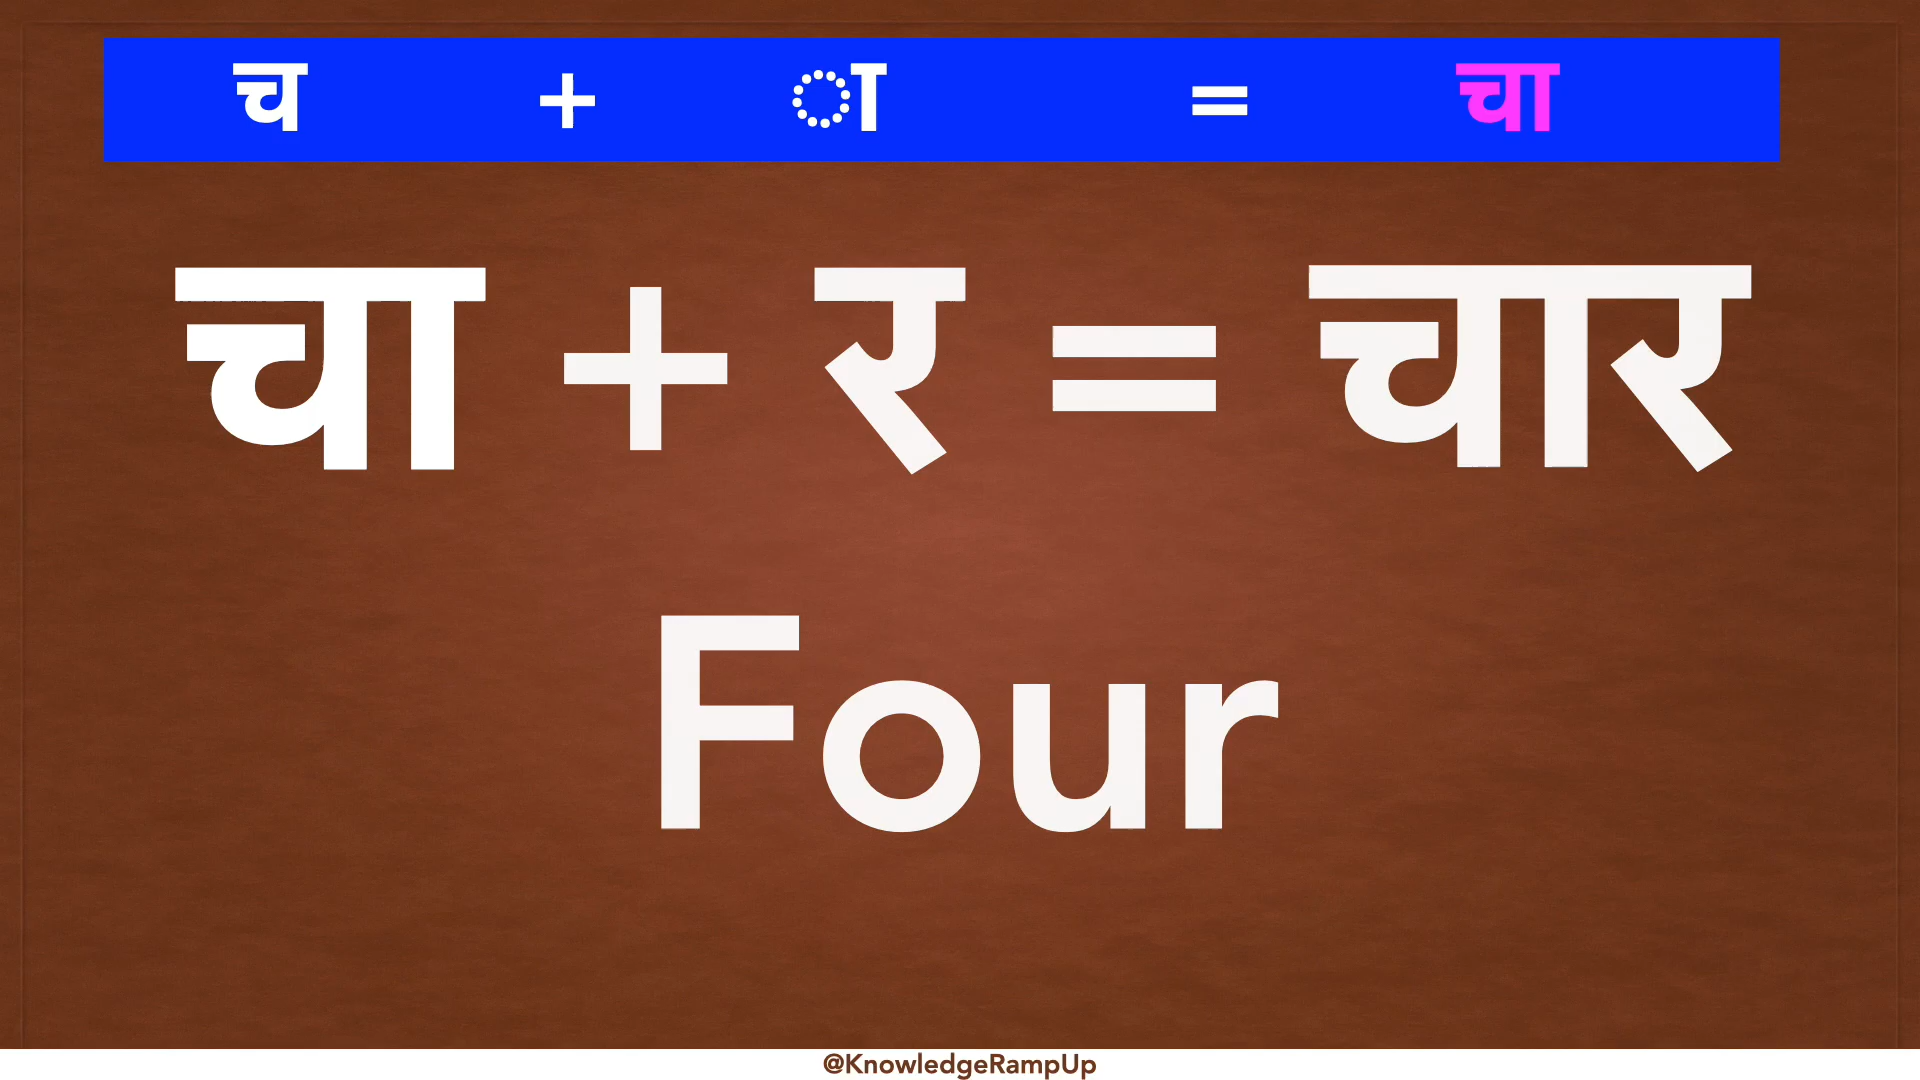 च + ा = चा
चा + र = चार
Four
@KnowledgeRampUp